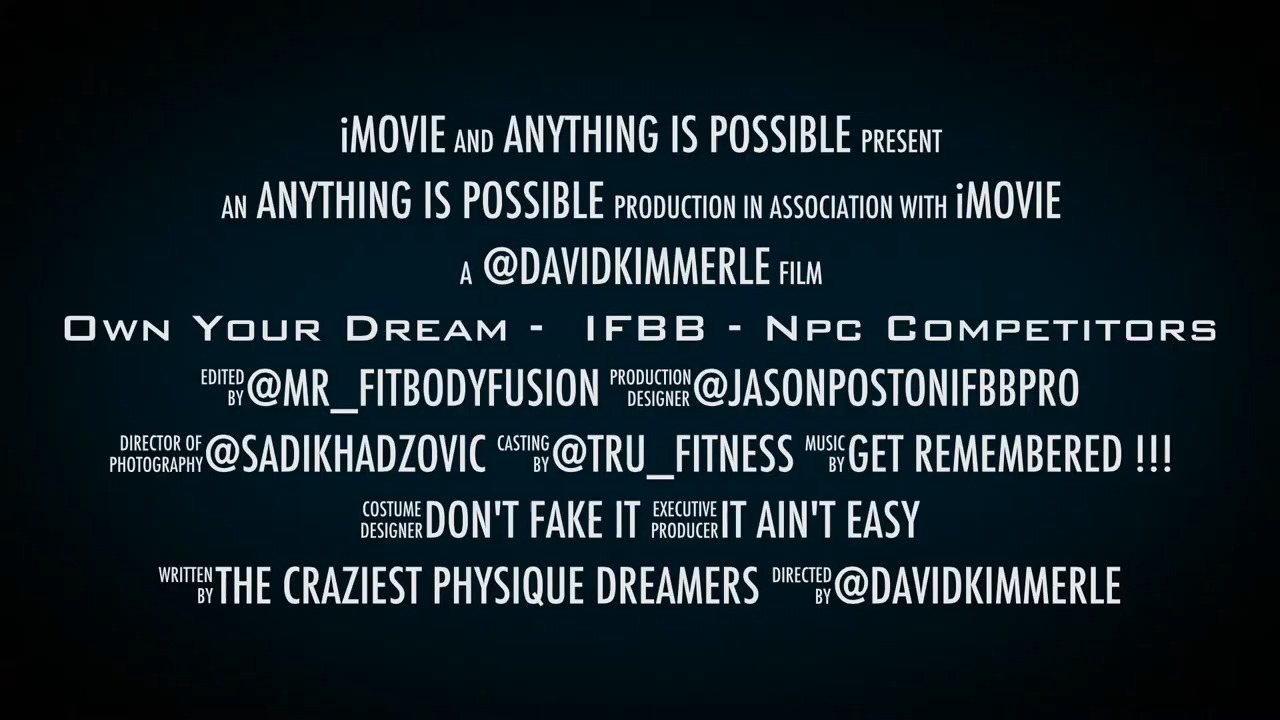 iMOVIE AND ANYTHING IS POSSIBLE PRESENT
AN ANYTHING IS POSSIBLE PRODUCTION IN ASSOCIATION WITH iMOVIE
A @DAVIDKIMMERLE FILM
Own Your Dream - IFBB - Npc Competitors
EDITED BY @MR_FITBODYFUSION PRODUCTION DESIGNER @JASONPOSTONIFBBPRO
DIRECTOR OF PHOTOGRAPHY @SADIKHADZOVIC CASTING BY @TRU_FITNESS MUSIC BY GET REMEMBERED !!!
COSTUME DESIGNER DON'T FAKE IT EXECUTIVE PRODUCER IT AIN'T EASY
WRITTEN BY THE CRAZIEST PHYSIQUE DREAMERS DIRECTED BY @DAVIDKIMMERLE